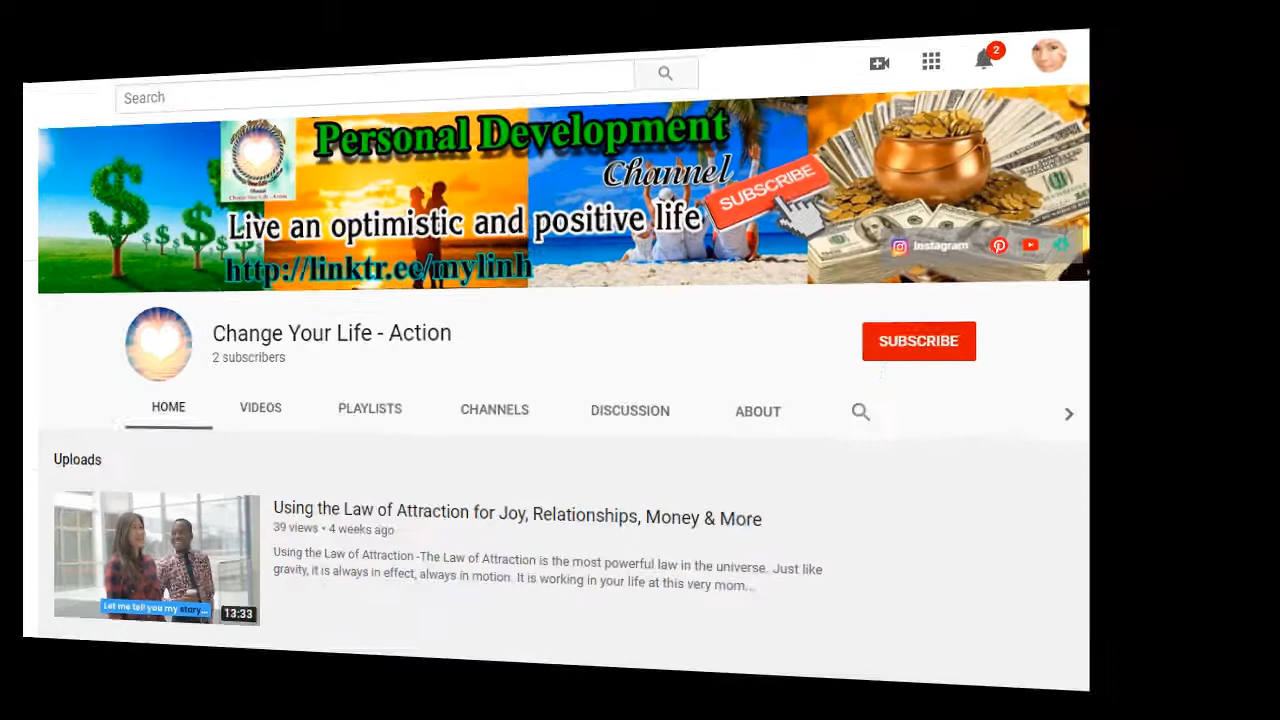 Search
2
Personal Development
Channel
SUBSCRIBE
Live an optimistic and positive life
http://linktr.ee/mylinh
Instagram
Change Your Life - Action
2 subscribers
SUBSCRIBE
HOME VIDEOS PLAYLISTS CHANNELS DISCUSSION ABOUT
Uploads
Using the Law of Attraction for Joy, Relationships, Money & More
39 views • 4 weeks ago
Using the Law of Attraction -The Law of Attraction is the most powerful law in the universe. Just like
gravity, it is always in effect, always in motion. It is working in your life at this very mom...
Let me tell you my story...
13:33